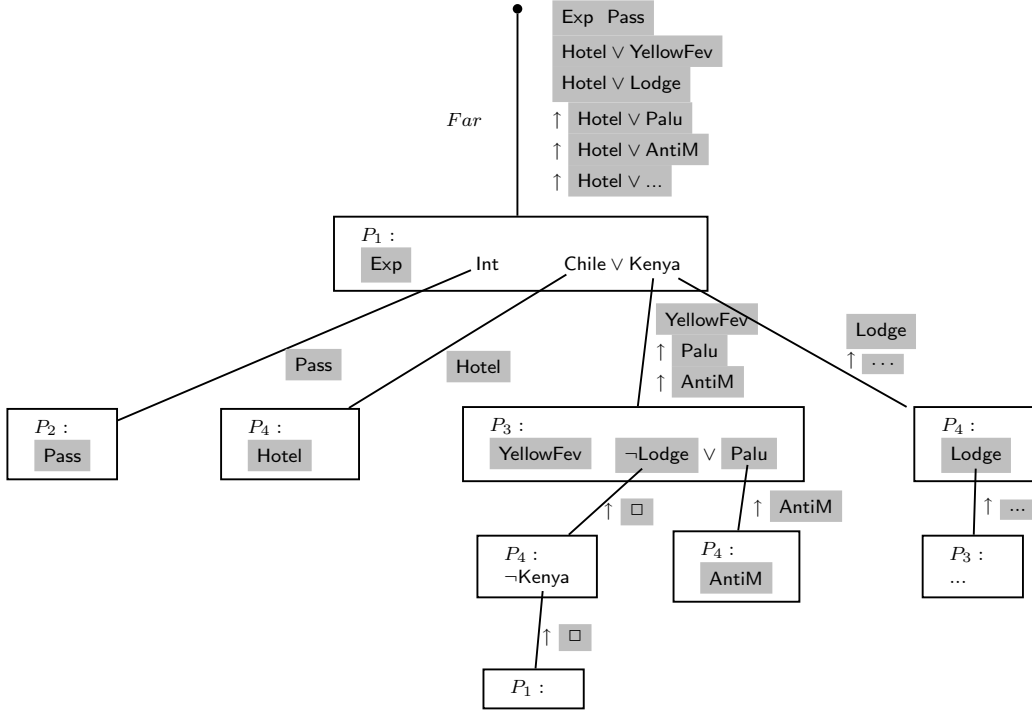 Exp Pass
Hotel ∨ YellowFev
Hotel ∨ Lodge
Far
↑ Hotel ∨ Palu
↑ Hotel ∨ AntiM
↑ Hotel ∨ ...
P₁ :
Exp Int Chile ∨ Kenya
YellowFev
Lodge
Pass
Hotel
↑ Palu
↑ ...
↑ AntiM
P₂ :
Pass
P₄ :
Hotel
P₃ :
YellowFev ¬Lodge ∨ Palu
P₄ :
Lodge
↑ □
↑ AntiM
↑ ...
P₄ :
¬Kenya
P₄ :
AntiM
P₃ :
...
↑ □
P₁ :